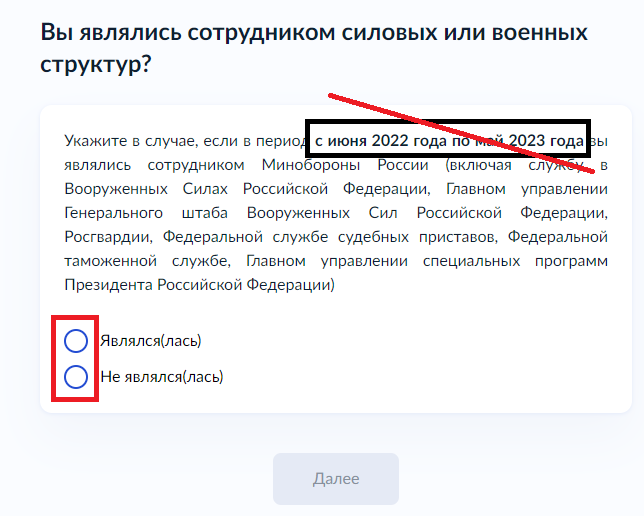 Вы являлись сотрудником силовых или военных
структур?
Укажите в случае, если в период с июня 2022 года по май 2023 года вы
являлись сотрудником Минобороны России (включая службу в
Вооруженных Силах Российской Федерации, Главном управлении
Генерального штаба Вооруженных Сил Российской Федерации,
Росгвардии, Федеральной службе судебных приставов, Федеральной
таможенной службе, Главном управлении специальных программ
Президента Российской Федерации)
Являлся(лась)
Не являлся(лась)
Далее